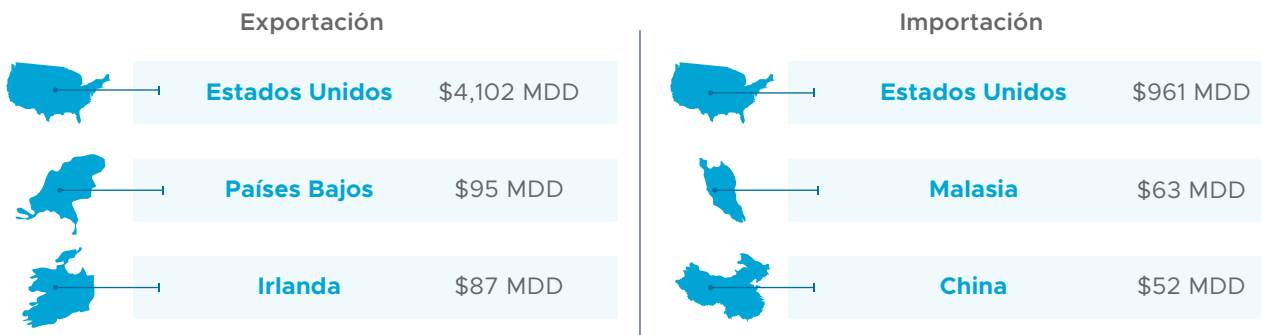 Exportación
Estados Unidos $4,102 MDD
Países Bajos $95 MDD
Irlanda $87 MDD
Importación
Estados Unidos $961 MDD
Malasia $63 MDD
China $52 MDD